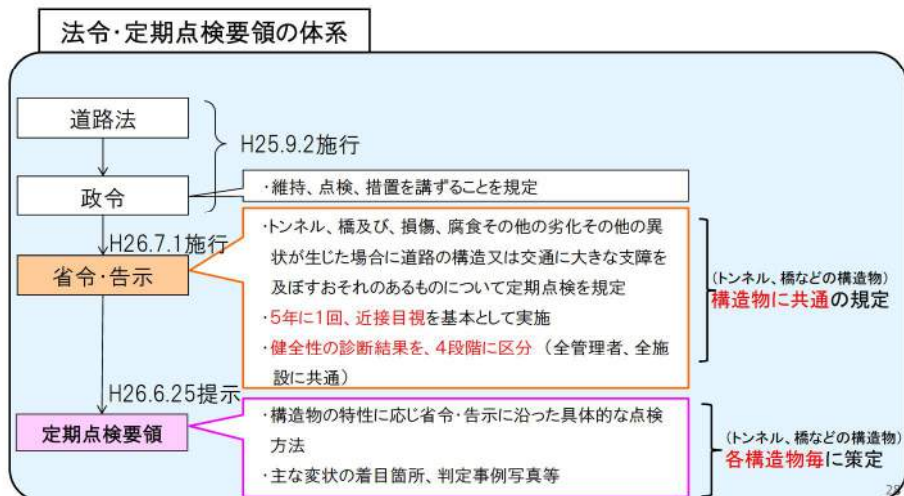 法令・定期点検要領の体系
道路法
H25.9.2施行
政令
・維持、点検、措置を講ずることを規定
H26.7.1施行
省令・告示
・トンネル、橋及び、損傷、腐食その他の劣化その他の異
状が生じた場合に道路の構造又は交通に大きな支障を
及ぼすおそれのあるものについて定期点検を規定
・5年に1回、近接目視を基本として実施
・健全性の診断結果を、4段階に区分（全管理者、全施
設に共通）
(トンネル、橋などの構造物)
構造物に共通の規定
H26.6.25提示
定期点検要領
・構造物の特性に応じ省令・告示に沿った具体的な点検
方法
・主な変状の着目箇所、判定事例写真等
(トンネル、橋などの構造物)
各構造物毎に策定